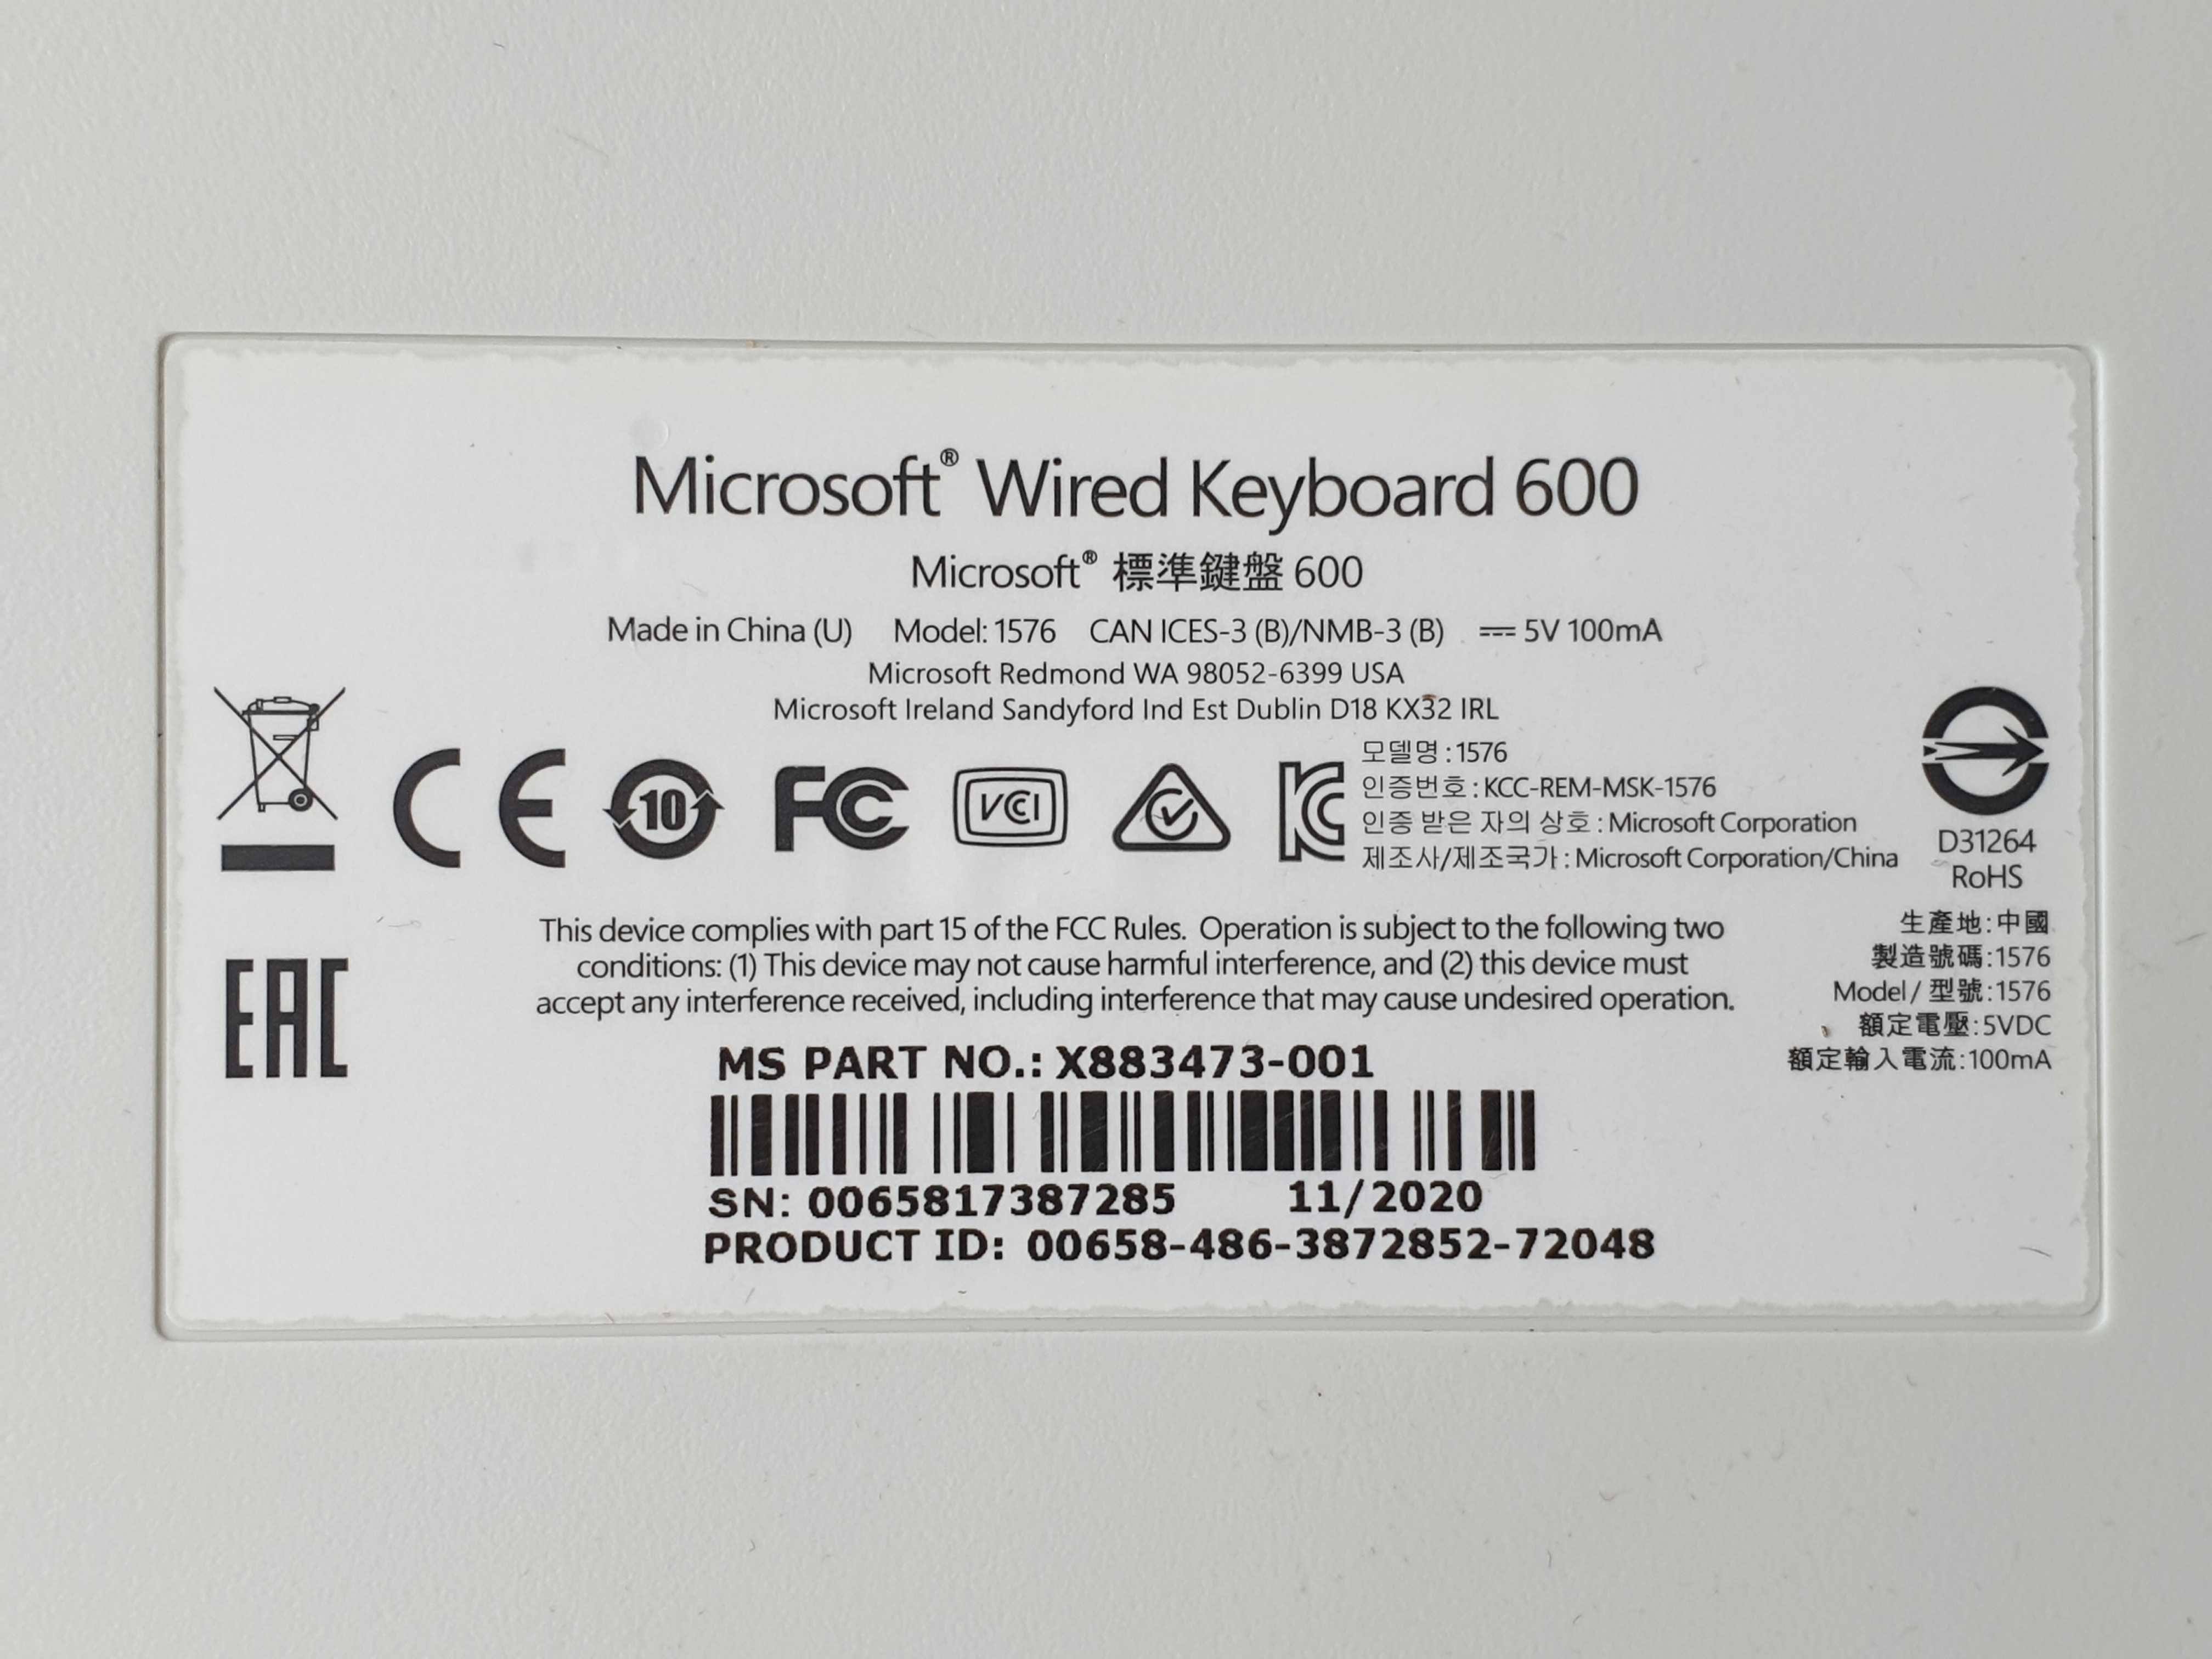 Microsoft® Wired Keyboard 600
Microsoft® 標準鍵盤 600
Made in China (U) Model: 1576 CAN ICES-3 (B)/NMB-3 (B) ⎓ 5V 100mA
Microsoft Redmond WA 98052-6399 USA
Microsoft Ireland Sandyford Ind Est Dublin D18 KX32 IRL
CE
10
FC
VCI
KC
모델명 : 1576
인증번호 : KCC-REM-MSK-1576
인증 받은 자의 상호 : Microsoft Corporation
제조사/제조국가 : Microsoft Corporation/China
D31264
RoHS
EAC
This device complies with part 15 of the FCC Rules. Operation is subject to the following two
conditions: (1) This device may not cause harmful interference, and (2) this device must
accept any interference received, including interference that may cause undesired operation.
生產地:中國
製造號碼:1576
Model/ 型號:1576
額定電壓:5VDC
額定輸入電流:100mA
MS PART NO.: X883473-001
SN: 0065817387285 11/2020
PRODUCT ID: 00658-486-3872852-72048